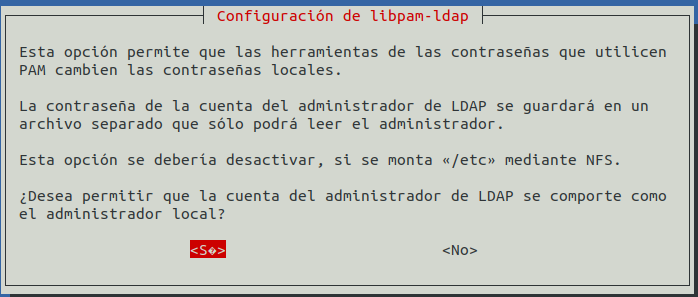 Configuración de libpam-ldap
Esta opción permite que las herramientas de las contraseñas que utilicen
PAM cambien las contraseñas locales.
La contraseña de la cuenta del administrador de LDAP se guardará en un
archivo separado que sólo podrá leer el administrador.
Esta opción se debería desactivar, si se monta «/etc» mediante NFS.
¿Desea permitir que la cuenta del administrador de LDAP se comporte como
el administrador local?
<S�> <No>